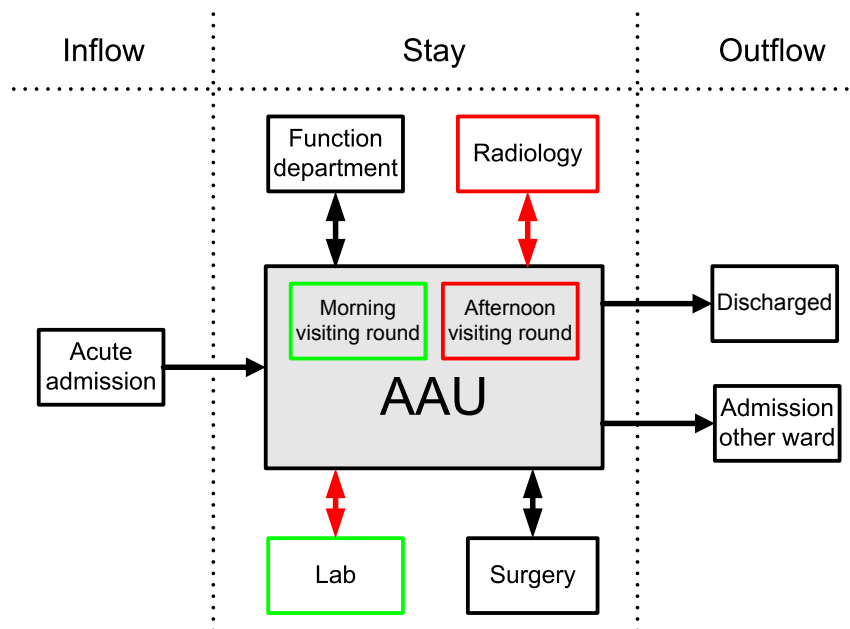 Inflow
Stay
Outflow
Function
department
Radiology
Morning
visiting round
Afternoon
visiting round
AAU
Acute
admission
Discharged
Admission
other ward
Lab
Surgery